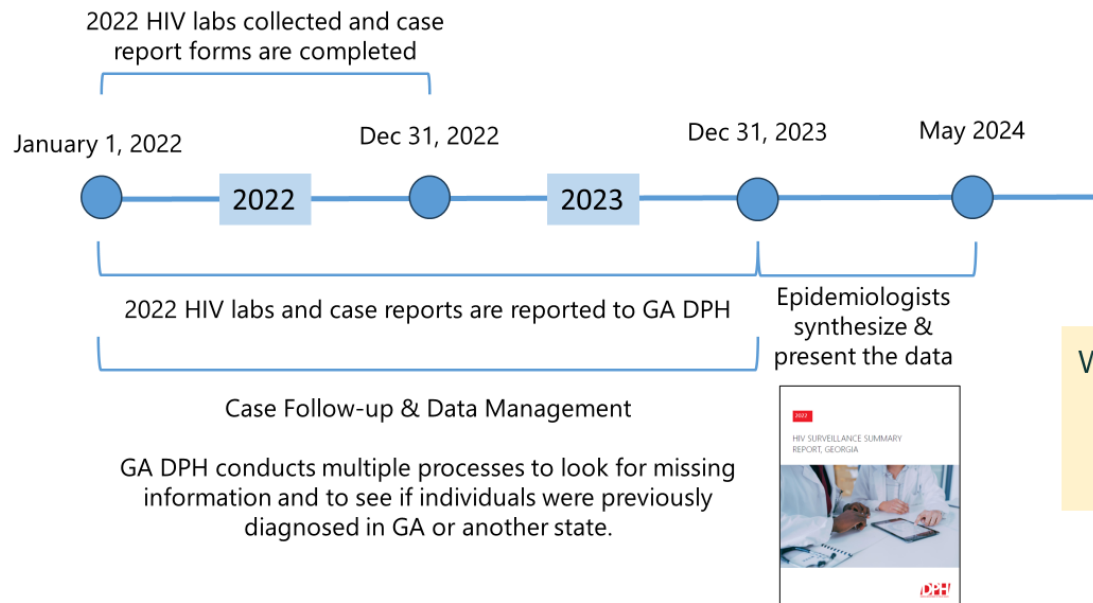 2022 HIV labs collected and case
report forms are completed
January 1, 2022
Dec 31, 2022
Dec 31, 2023
May 2024
2022
2023
2022 HIV labs and case reports are reported to GA DPH
Epidemiologists
synthesize &
present the data
Case Follow-up & Data Management
GA DPH conducts multiple processes to look for missing
information and to see if individuals were previously
diagnosed in GA or another state.
2022
HIV SURVEILLANCE SUMMARY
REPORT, GEORGIA
DPH